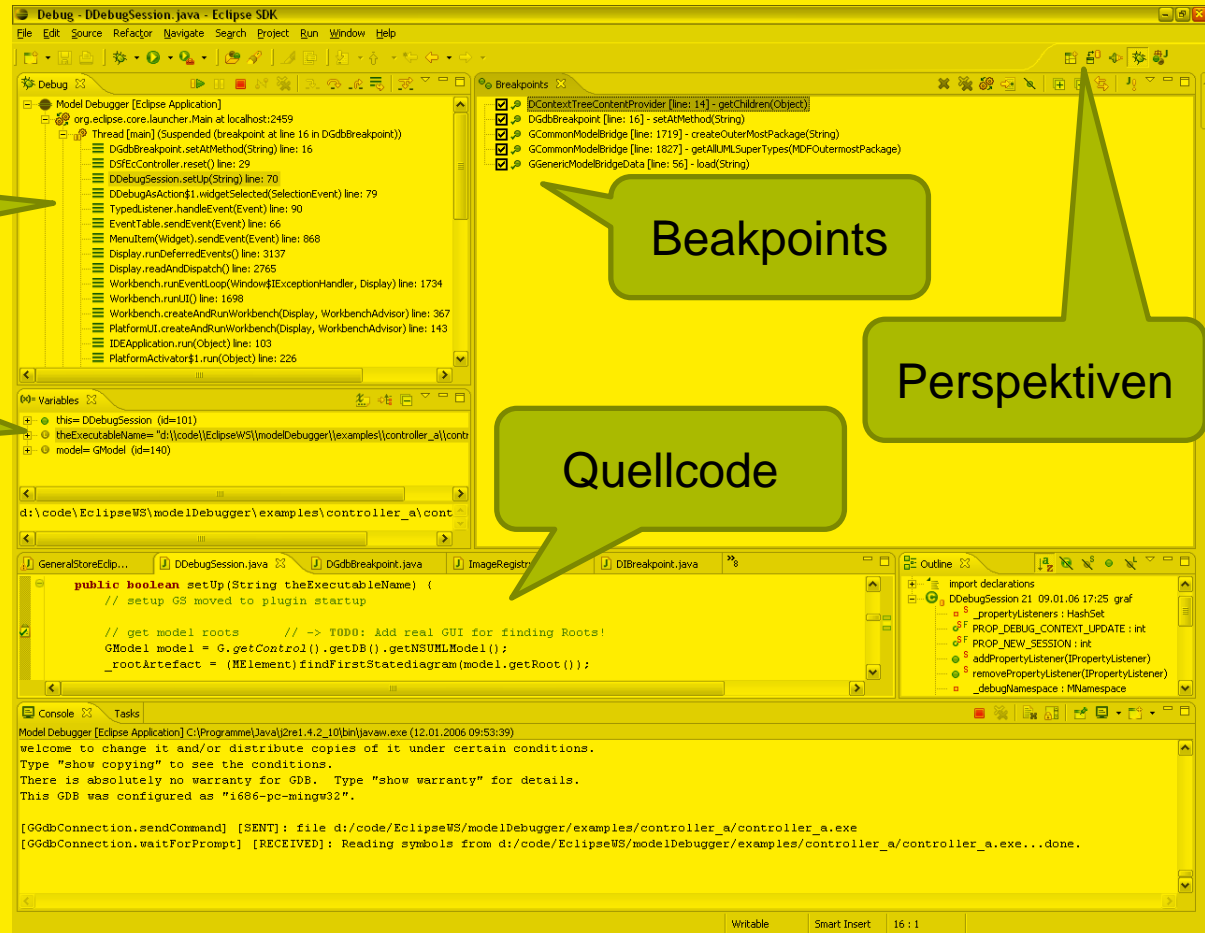 Debug - DDebugSession.java - Eclipse SDK
File Edit Source Refactor Navigate Search Project Run Window Help
Debug
Model Debugger [Eclipse Application]
org.eclipse.core.launcher.Main at localhost:2459
Thread [main] (Suspended (breakpoint at line 16 in DGdbBreakpoint))
DGdbBreakpoint.setAtMethod(String) line: 16
DSfEcController.reset() line: 29
DDebugSession.setUp(String) line: 70
DDebugAsAction$1.widgetSelected(SelectionEvent) line: 79
TypedListener.handleEvent(Event) line: 90
EventTable.sendEvent(Event) line: 66
MenuItem(Widget).sendEvent(Event) line: 868
Display.runDeferredEvents() line: 3137
Display.readAndDispatch() line: 2765
Workbench.runEventLoop(Window$IExceptionHandler, Display) line: 1734
Workbench.runUI() line: 1698
Workbench.createAndRunWorkbench(Display, WorkbenchAdvisor) line: 367
PlatformUI.createAndRunWorkbench(Display, WorkbenchAdvisor) line: 143
IDEApplication.run(Object) line: 103
PlatformActivator$1.run(Object) line: 226
Breakpoints
DContextTreeContentProvider [line: 14] - getChildren(Object)
DGdbBreakpoint [line: 16] - setAtMethod(String)
GCommonModelBridge [line: 1719] - createOuterMostPackage(String)
GCommonModelBridge [line: 1827] - getAllUMLSuperTypes(MDFOutermostPackage)
GGenericModelBridgeData [line: 56] - load(String)
Beakpoints
Perspektiven
Quellcode
(x)= Variables
this= DDebugSession (id=101)
theExecutableName= "d:\\code\\EclipseWS\\modelDebugger\\examples\\controller_a\\contr
model= GModel (id=140)
d:\code\EclipseWS\modelDebugger\examples\controller_a\cont
GeneralStoreEclip... DDebugSession.java DGdbBreakpoint.java ImageRegistr DIBreakpoint.java »8
public boolean setUp(String theExecutableName) {
// setup GS moved to plugin startup
// get model roots // -> TODO: Add real GUI for finding Roots!
GModel model = G.getControl().getDB().getNSUMLModel();
_rootArtefact = (MElement)findFirstStatediagram(model.getRoot());
Outline
import declarations
DDebugSession 21 09.01.06 17:25 graf
_propertyListeners : HashSet
PROP_DEBUG_CONTEXT_UPDATE : int
PROP_NEW_SESSION : int
addPropertyListener(IPropertyListener)
removePropertyListener(IPropertyListener)
_debugNamespace : MNamespace
Console Tasks
Model Debugger [Eclipse Application] C:\Programme\Java\j2re1.4.2_10\bin\javaw.exe (12.01.2006 09:53:39)
welcome to change it and/or distribute copies of it under certain conditions.
Type "show copying" to see the conditions.
There is absolutely no warranty for GDB.  Type "show warranty" for details.
This GDB was configured as "i686-pc-mingw32".
[GGdbConnection.sendCommand] [SENT]: file d:/code/EclipseWS/modelDebugger/examples/controller_a/controller_a.exe
[GGdbConnection.waitForPrompt] [RECEIVED]: Reading symbols from d:/code/EclipseWS/modelDebugger/examples/controller_a/controller_a.exe...done.
Writable Smart Insert 16 : 1